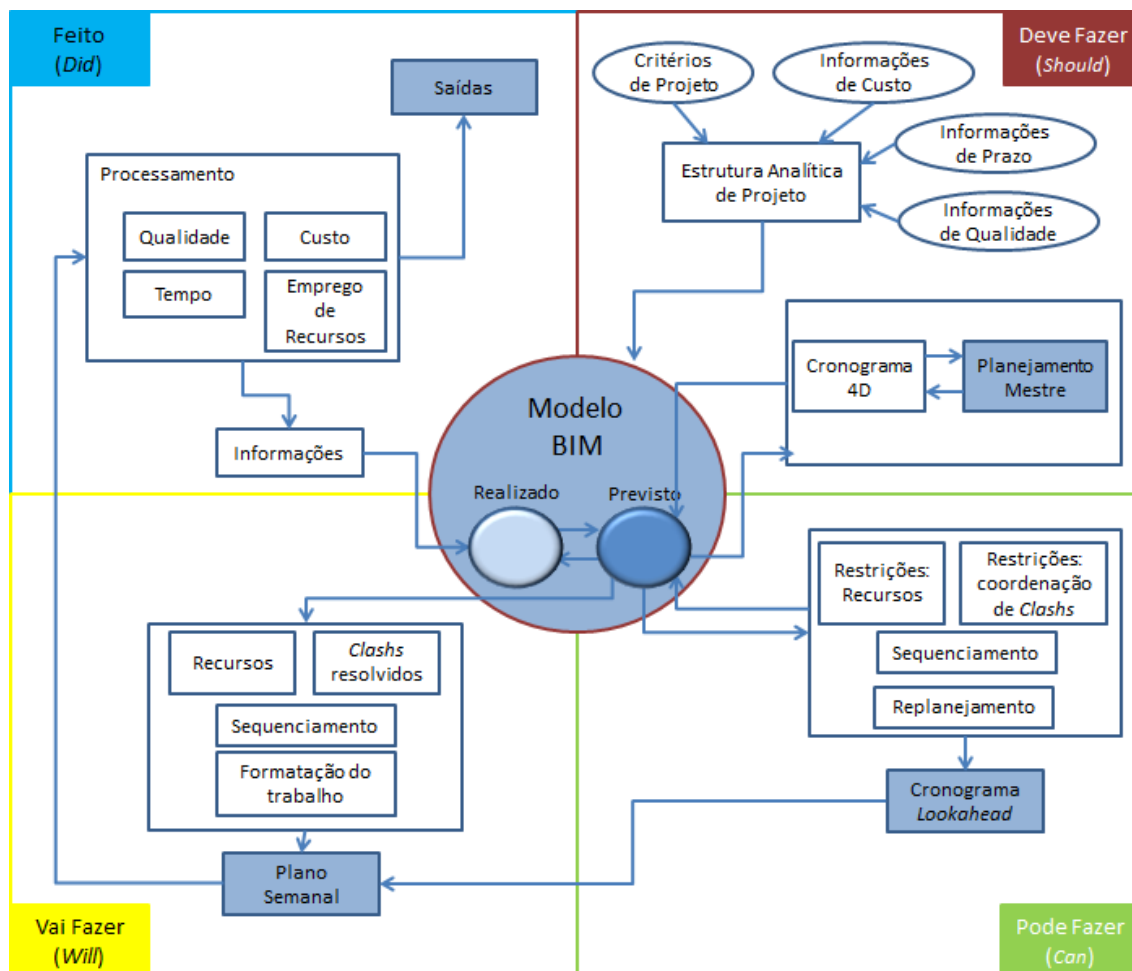 Feito
(Did)
Saídas
Processamento
Qualidade
Custo
Tempo
Emprego
de
Recursos
Informações
Deve Fazer
(Should)
Critérios
de Projeto
Informações
de Custo
Informações
de Prazo
Estrutura Analítica
de Projeto
Informações
de Qualidade
Cronograma
4D
Planejamento
Mestre
Modelo
BIM
Realizado
Previsto
Recursos
Clashs
resolvidos
Sequenciamento
Formatação do
trabalho
Plano
Semanal
Vai Fazer
(Will)
Restrições:
Recursos
Restrições:
coordenação
de Clashs
Sequenciamento
Replanejamento
Cronograma
Lookahead
Pode Fazer
(Can)